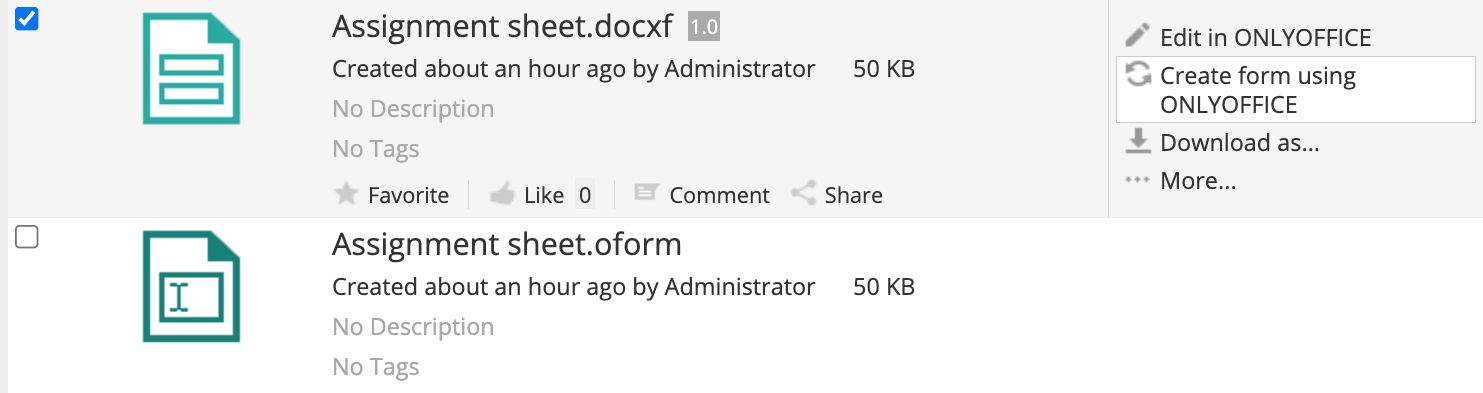 Assignment sheet.docxf 1.0
Created about an hour ago by Administrator 50 KB
No Description
No Tags
Favorite Like 0 Comment Share
Edit in ONLYOFFICE
Create form using
ONLYOFFICE
Download as...
More...
Assignment sheet.oform
Created about an hour ago by Administrator 50 KB
No Description
No Tags